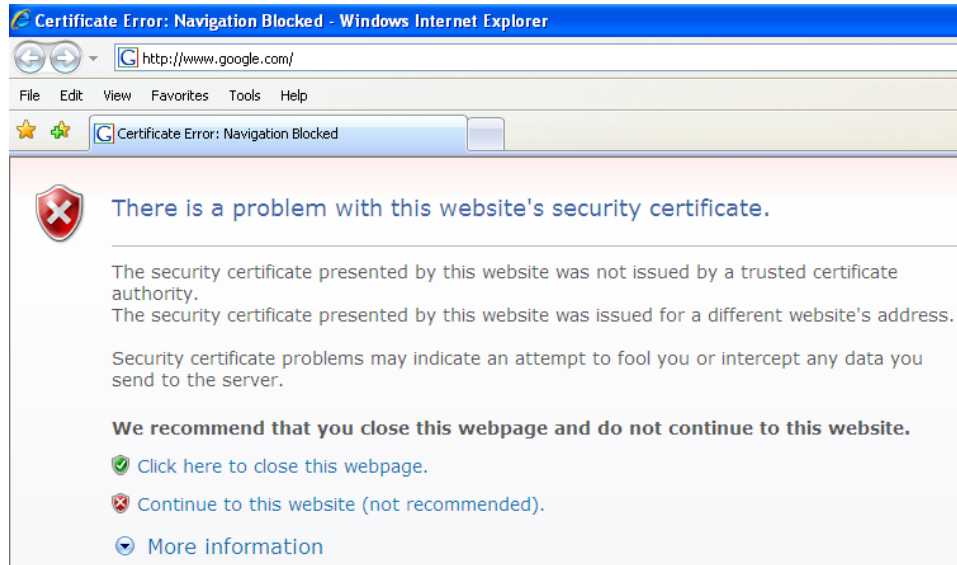 Certificate Error: Navigation Blocked - Windows Internet Explorer
http://www.google.com/
File Edit View Favorites Tools Help
Certificate Error: Navigation Blocked
There is a problem with this website's security certificate.
The security certificate presented by this website was not issued by a trusted certificate
authority.
The security certificate presented by this website was issued for a different website's address.
Security certificate problems may indicate an attempt to fool you or intercept any data you
send to the server.
We recommend that you close this webpage and do not continue to this website.
Click here to close this webpage.
Continue to this website (not recommended).
More information